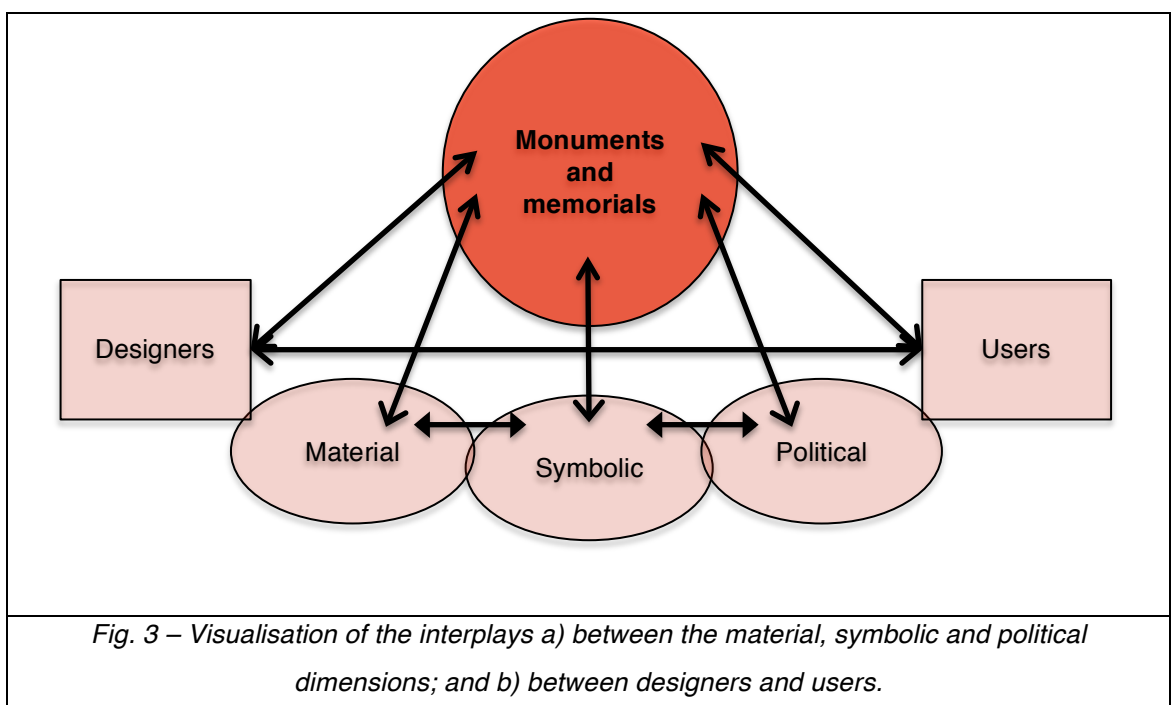 Monuments
and
memorials
Designers
Users
Material
Symbolic
Political
Fig. 3 – Visualisation of the interplays a) between the material, symbolic and political
dimensions; and b) between designers and users.